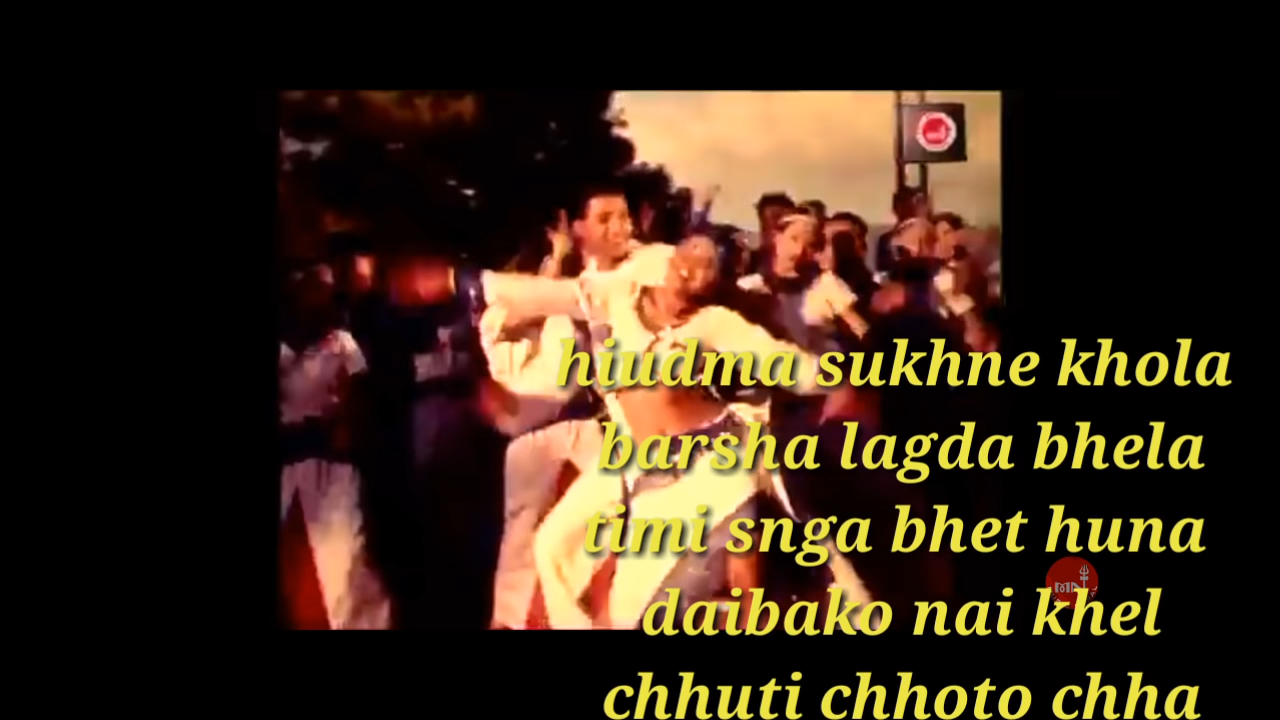 hiudma sukhne khola
barsha lagda bhela
timi snga bhet huna
daibako nai khel
chhuti chhoto chha